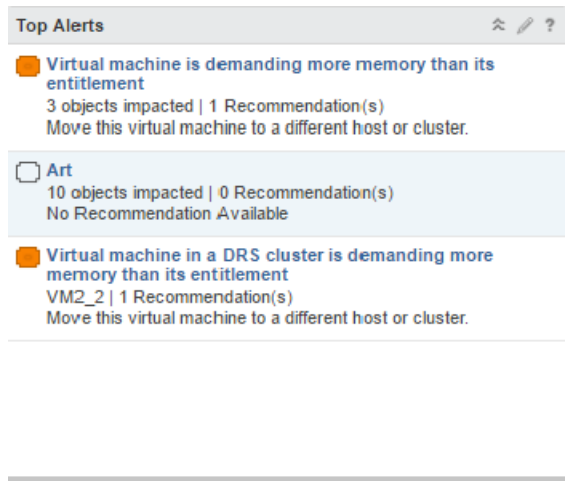 Top Alerts ?
Virtual machine is demanding more memory than its
entitlement
3 objects impacted | 1 Recommendation(s)
Move this virtual machine to a different host or cluster.
Art
10 objects impacted | 0 Recommendation(s)
No Recommendation Available
Virtual machine in a DRS cluster is demanding more
memory than its entitlement
VM2_2 | 1 Recommendation(s)
Move this virtual machine to a different host or cluster.